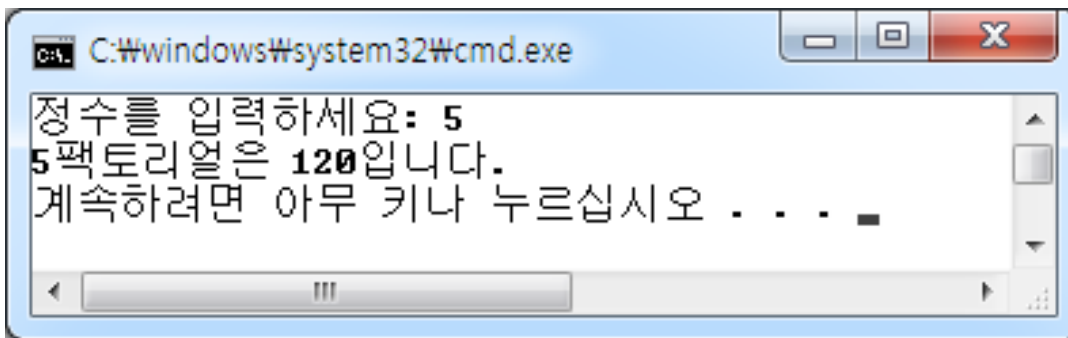 C:₩windows₩system32₩cmd.exe
정수를 입력하세요: 5
5팩토리얼은 120입니다.
계속하려면 아무 키나 누르십시오 . . .